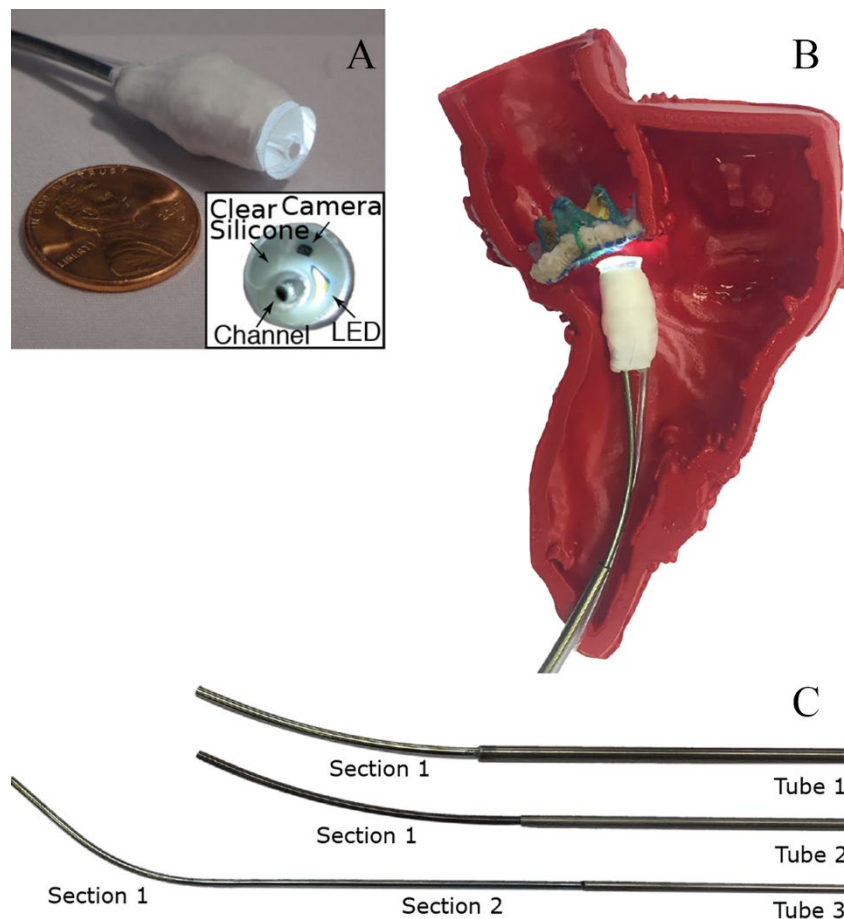 A
B
Clear Camera
Silicone
Channel
LED
C
Section 1
Tube 1
Section 1
Tube 2
Section 1
Section 2
Tube 3